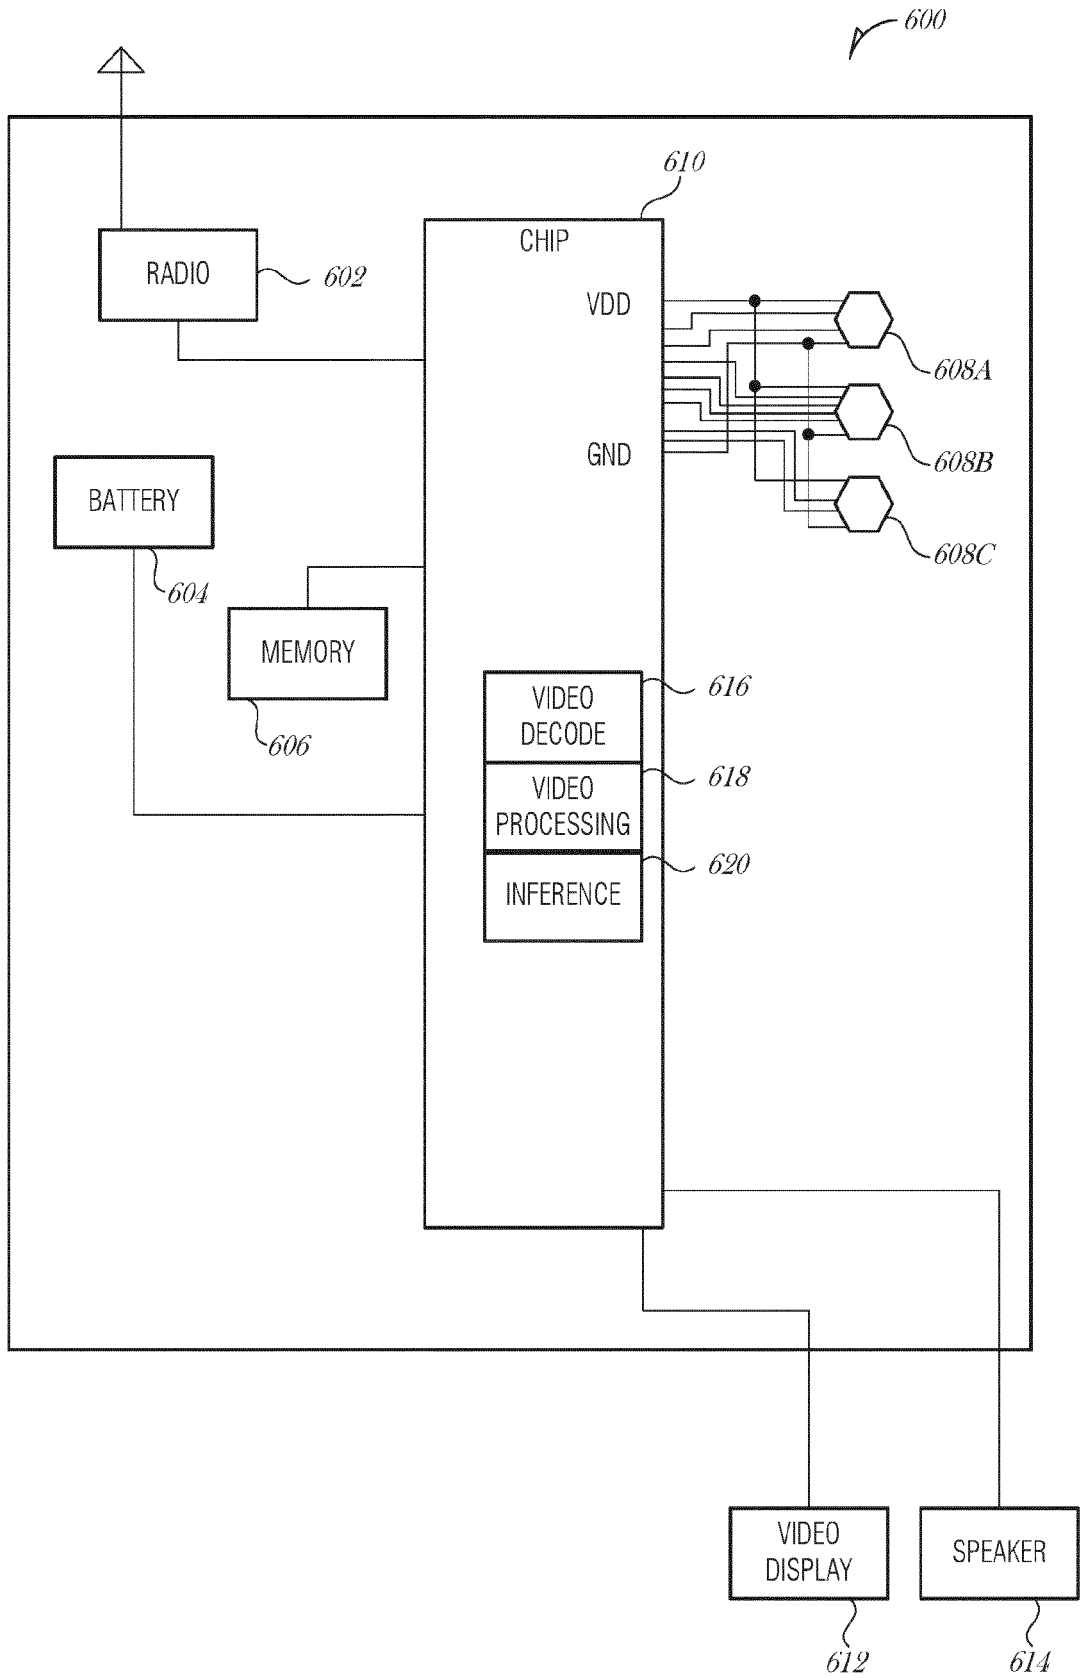 600
610
CHIP
RADIO
602
VDD
608A
608B
GND
BATTERY
608C
604
MEMORY
606
VIDEO
DECODE
616
VIDEO
PROCESSING
618
INFERENCE
620
VIDEO
DISPLAY
SPEAKER
612
614